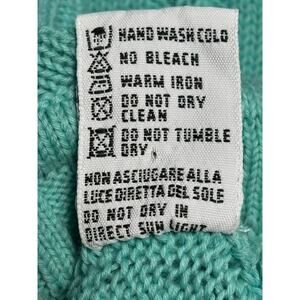 HAND WASH COLD
NO BLEACH
WARM IRON
DO NOT DRY
CLEAN
DO NOT TUMBLE
DRY.
NON ASCIUGARE ALLA
LUCE DIRETTA DEL SOLE
DO NOT DRY IN
DIRECT SUN LIGHT